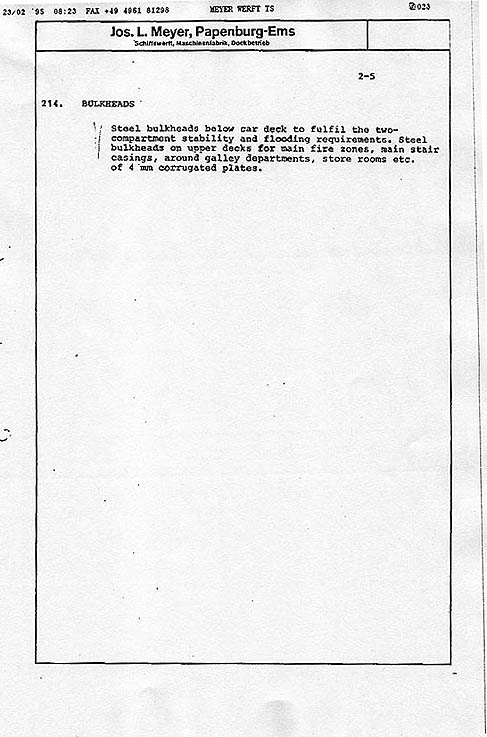 23/02 '95 08:23 FAX +49 4961 81298 MEYER WERFT TS 023
Jos. L. Meyer, Papenburg-Ems
Schiffswerft, Maschinenfabrik, Dockbetrieb
2-5
214. BULKHEADS
Steel bulkheads below car deck to fulfil the two-
compartment stability and flooding requirements. Steel
bulkheads on upper decks for main fire zones, main stair
casings, around galley departments, store rooms etc.
of 4 mm corrugated plates.